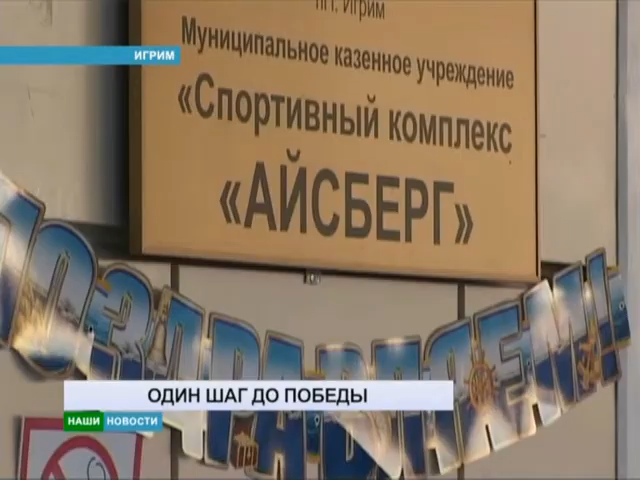 пгт. Игрим
ИГРИМ
Муниципальное казенное учреждение
«Спортивный комплекс
«АЙСБЕРГ»
ПОЗДРАВЛЯЕМ!
ОДИН ШАГ ДО ПОБЕДЫ
НАШИ НОВОСТИ